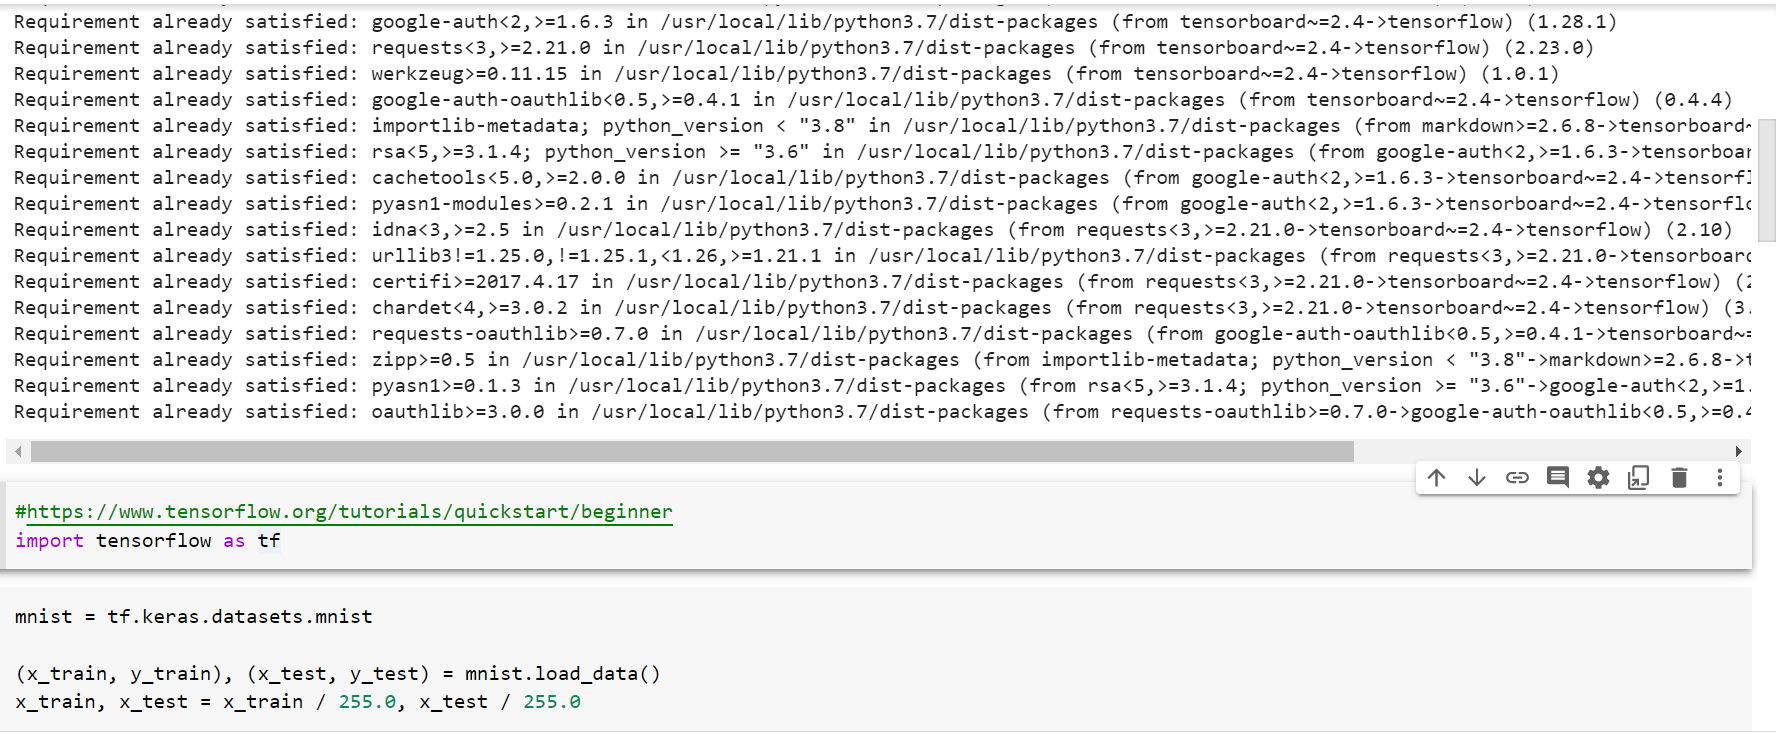 Requirement already satisfied: google-auth<2,>=1.6.3 in /usr/local/lib/python3.7/dist-packages (from tensorboard~=2.4->tensorflow) (1.28.1)
Requirement already satisfied: requests<3,>=2.21.0 in /usr/local/lib/python3.7/dist-packages (from tensorboard~=2.4->tensorflow) (2.23.0)
Requirement already satisfied: werkzeug>=0.11.15 in /usr/local/lib/python3.7/dist-packages (from tensorboard~=2.4->tensorflow) (1.0.1)
Requirement already satisfied: google-auth-oauthlib<0.5,>=0.4.1 in /usr/local/lib/python3.7/dist-packages (from tensorboard~=2.4->tensorflow) (0.4.4)
Requirement already satisfied: importlib-metadata; python_version < "3.8" in /usr/local/lib/python3.7/dist-packages (from markdown>=2.6.8->tensorboard~
Requirement already satisfied: rsa<5,>=3.1.4; python_version >= "3.6" in /usr/local/lib/python3.7/dist-packages (from google-auth<2,>=1.6.3->tensorboar
Requirement already satisfied: cachetools<5.0,>=2.0.0 in /usr/local/lib/python3.7/dist-packages (from google-auth<2,>=1.6.3->tensorboard~=2.4->tensorfl
Requirement already satisfied: pyasn1-modules>=0.2.1 in /usr/local/lib/python3.7/dist-packages (from google-auth<2,>=1.6.3->tensorboard~=2.4->tensorflo
Requirement already satisfied: idna<3,>=2.5 in /usr/local/lib/python3.7/dist-packages (from requests<3,>=2.21.0->tensorboard~=2.4->tensorflow) (2.10)
Requirement already satisfied: urllib3!=1.25.0,!=1.25.1,<1.26,>=1.21.1 in /usr/local/lib/python3.7/dist-packages (from requests<3,>=2.21.0->tensorboard
Requirement already satisfied: certifi>=2017.4.17 in /usr/local/lib/python3.7/dist-packages (from requests<3,>=2.21.0->tensorboard~=2.4->tensorflow) (2
Requirement already satisfied: chardet<4,>=3.0.2 in /usr/local/lib/python3.7/dist-packages (from requests<3,>=2.21.0->tensorboard~=2.4->tensorflow) (3.
Requirement already satisfied: requests-oauthlib>=0.7.0 in /usr/local/lib/python3.7/dist-packages (from google-auth-oauthlib<0.5,>=0.4.1->tensorboard~=
Requirement already satisfied: zipp>=0.5 in /usr/local/lib/python3.7/dist-packages (from importlib-metadata; python_version < "3.8"->markdown>=2.6.8->t
Requirement already satisfied: pyasn1>=0.1.3 in /usr/local/lib/python3.7/dist-packages (from rsa<5,>=3.1.4; python_version >= "3.6"->google-auth<2,>=1.
Requirement already satisfied: oauthlib>=3.0.0 in /usr/local/lib/python3.7/dist-packages (from requests-oauthlib>=0.7.0->google-auth-oauthlib<0.5,>=0.4
#https://www.tensorflow.org/tutorials/quickstart/beginner
import tensorflow as tf
mnist = tf.keras.datasets.mnist
(x_train, y_train), (x_test, y_test) = mnist.load_data()
x_train, x_test = x_train / 255.0, x_test / 255.0